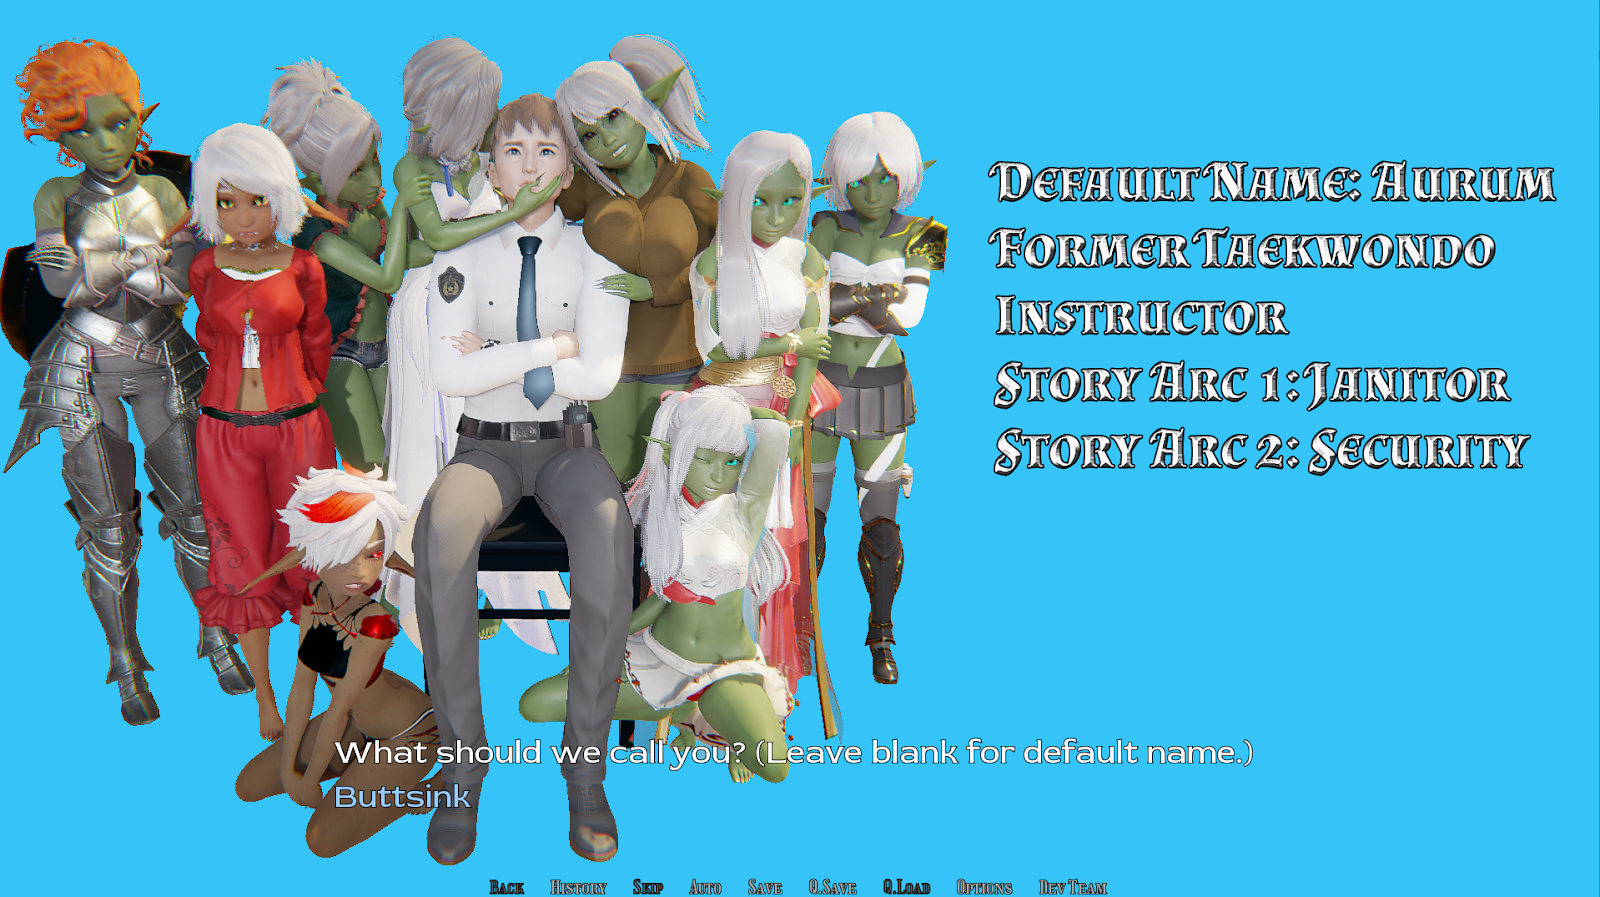 Default Name: Aurum
Former Taekwondo
Instructor
Story Arc 1: Janitor
Story Arc 2: Security
What should we call you? (Leave blank for default name.)
Buttsink
Back History Skip Auto Save Q.Save Q.Load Options Dev Team